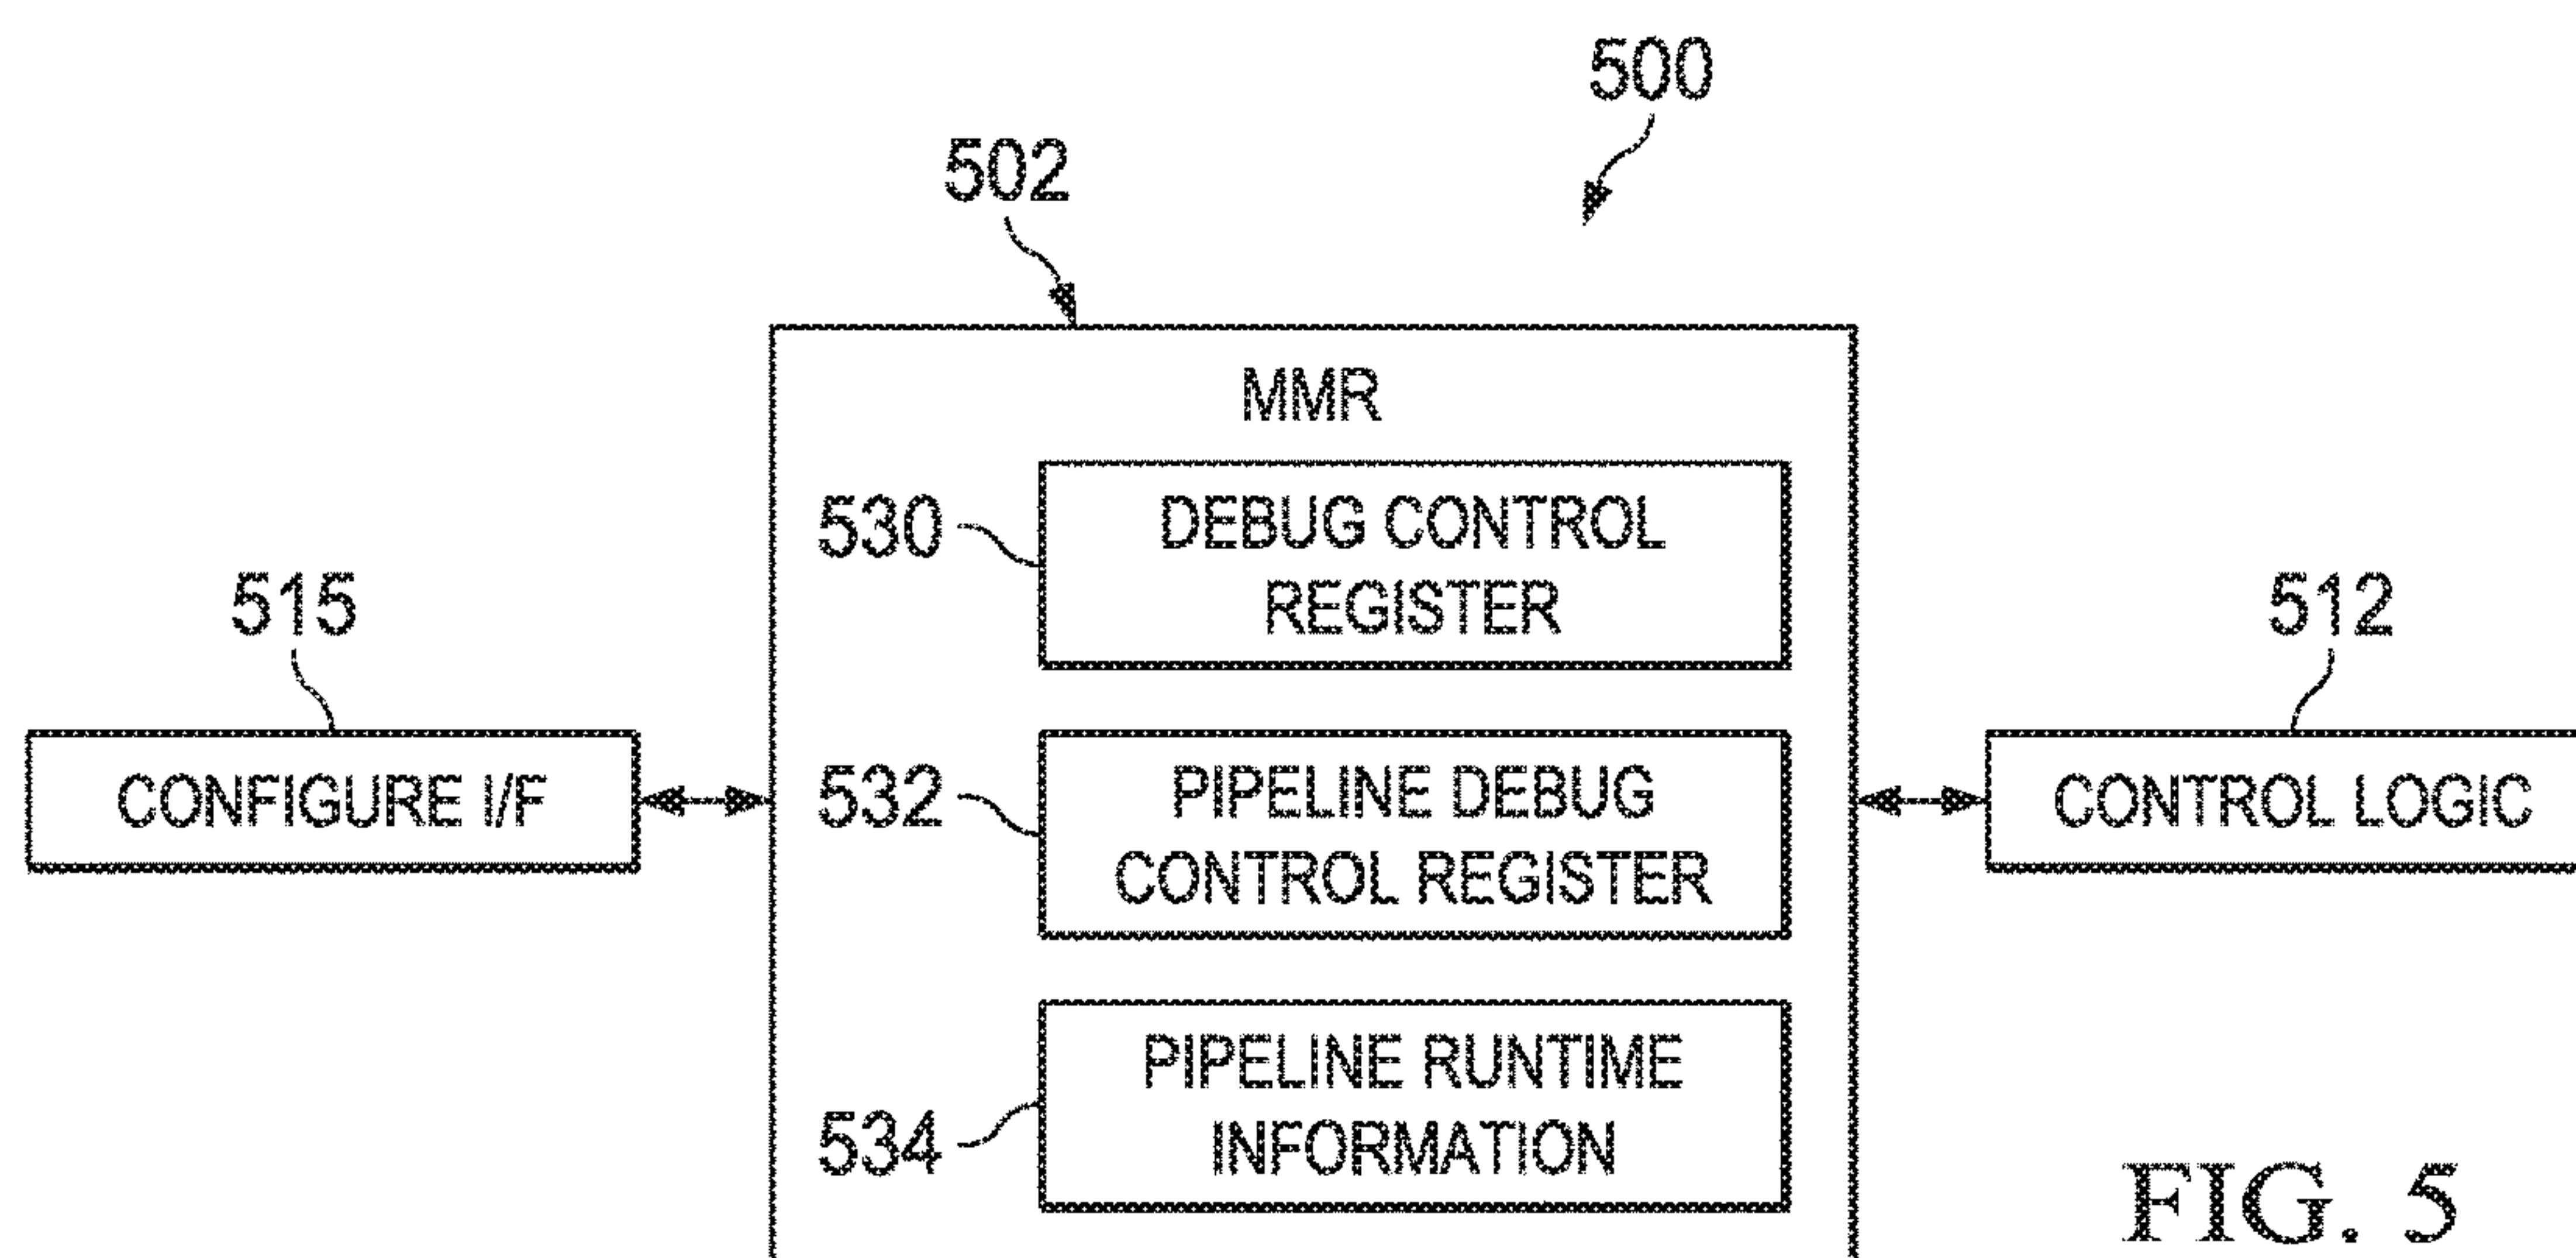 500
502
MMR
530
DEBUG CONTROL
REGISTER
515
512
CONFIGURE I/F
532
PIPELINE DEBUG
CONTROL REGISTER
CONTROL LOGIC
PIPELINE RUNTIME
INFORMATION
534
FIG. 5